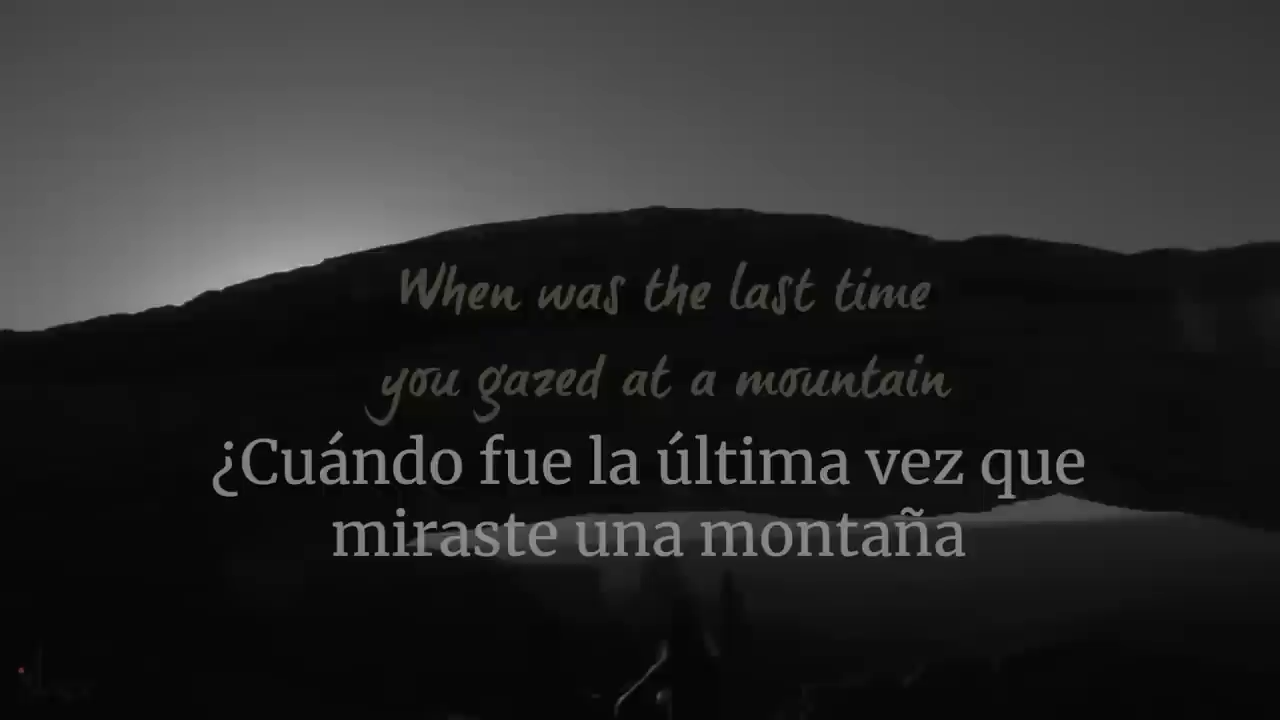 When was the last time
you gazed at a mountain
¿Cuándo fue la última vez que
miraste una montaña